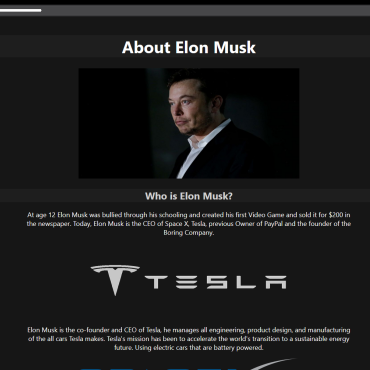 About Elon Musk
Who is Elon Musk?
At age 12 Elon Musk was bullied through his schooling and created his first Video Game and sold it for $200 in
the newspaper. Today, Elon Musk is the CEO of Space X, Tesla, previous Owner of PayPal and the founder of the
Boring Company.
TESLA
Elon Musk is the co-founder and CEO of Tesla, he manages all engineering, product design, and manufacturing
of the all cars Tesla makes. Tesla's mission has been to accelerate the world's transition to a sustainable energy
future. Using electric cars that are battery powered.